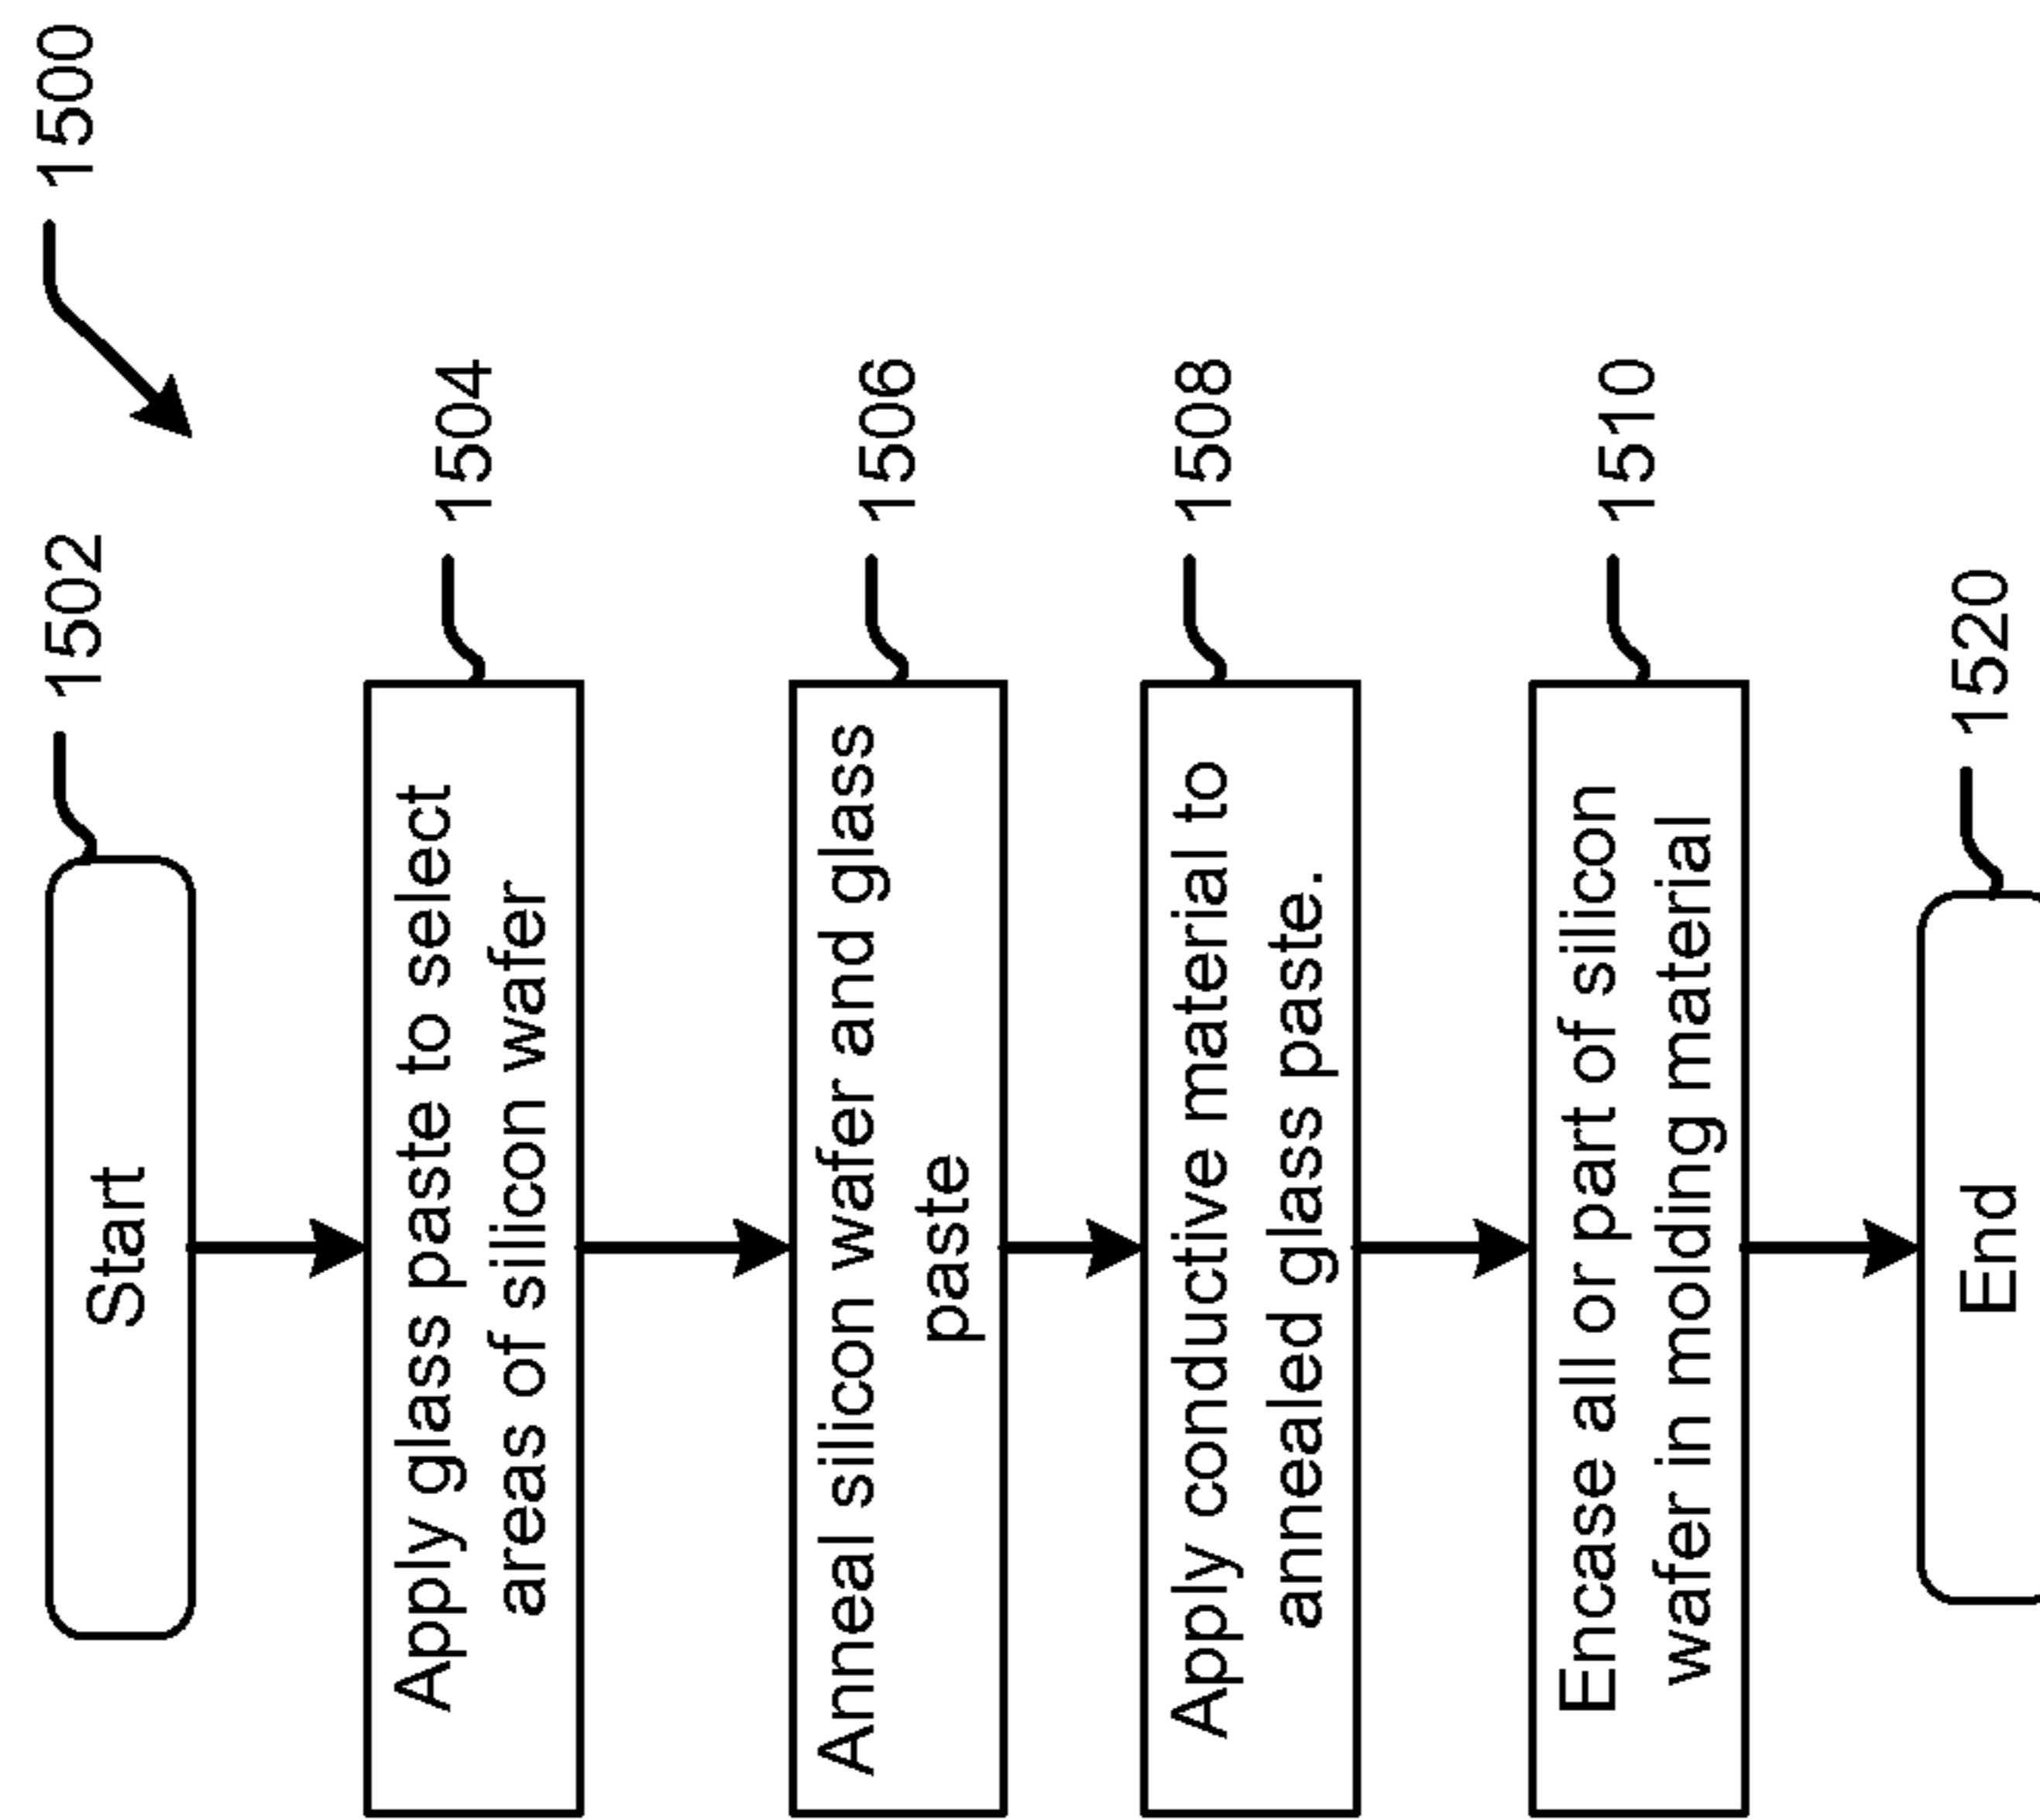 1500
Start
1502
Apply glass paste to select
areas of silicon wafer
1504
Anneal silicon wafer and glass
paste
1506
Apply conductive material to
annealed glass paste.
1508
Encase all or part of silicon
wafer in molding material
1510
End
1520